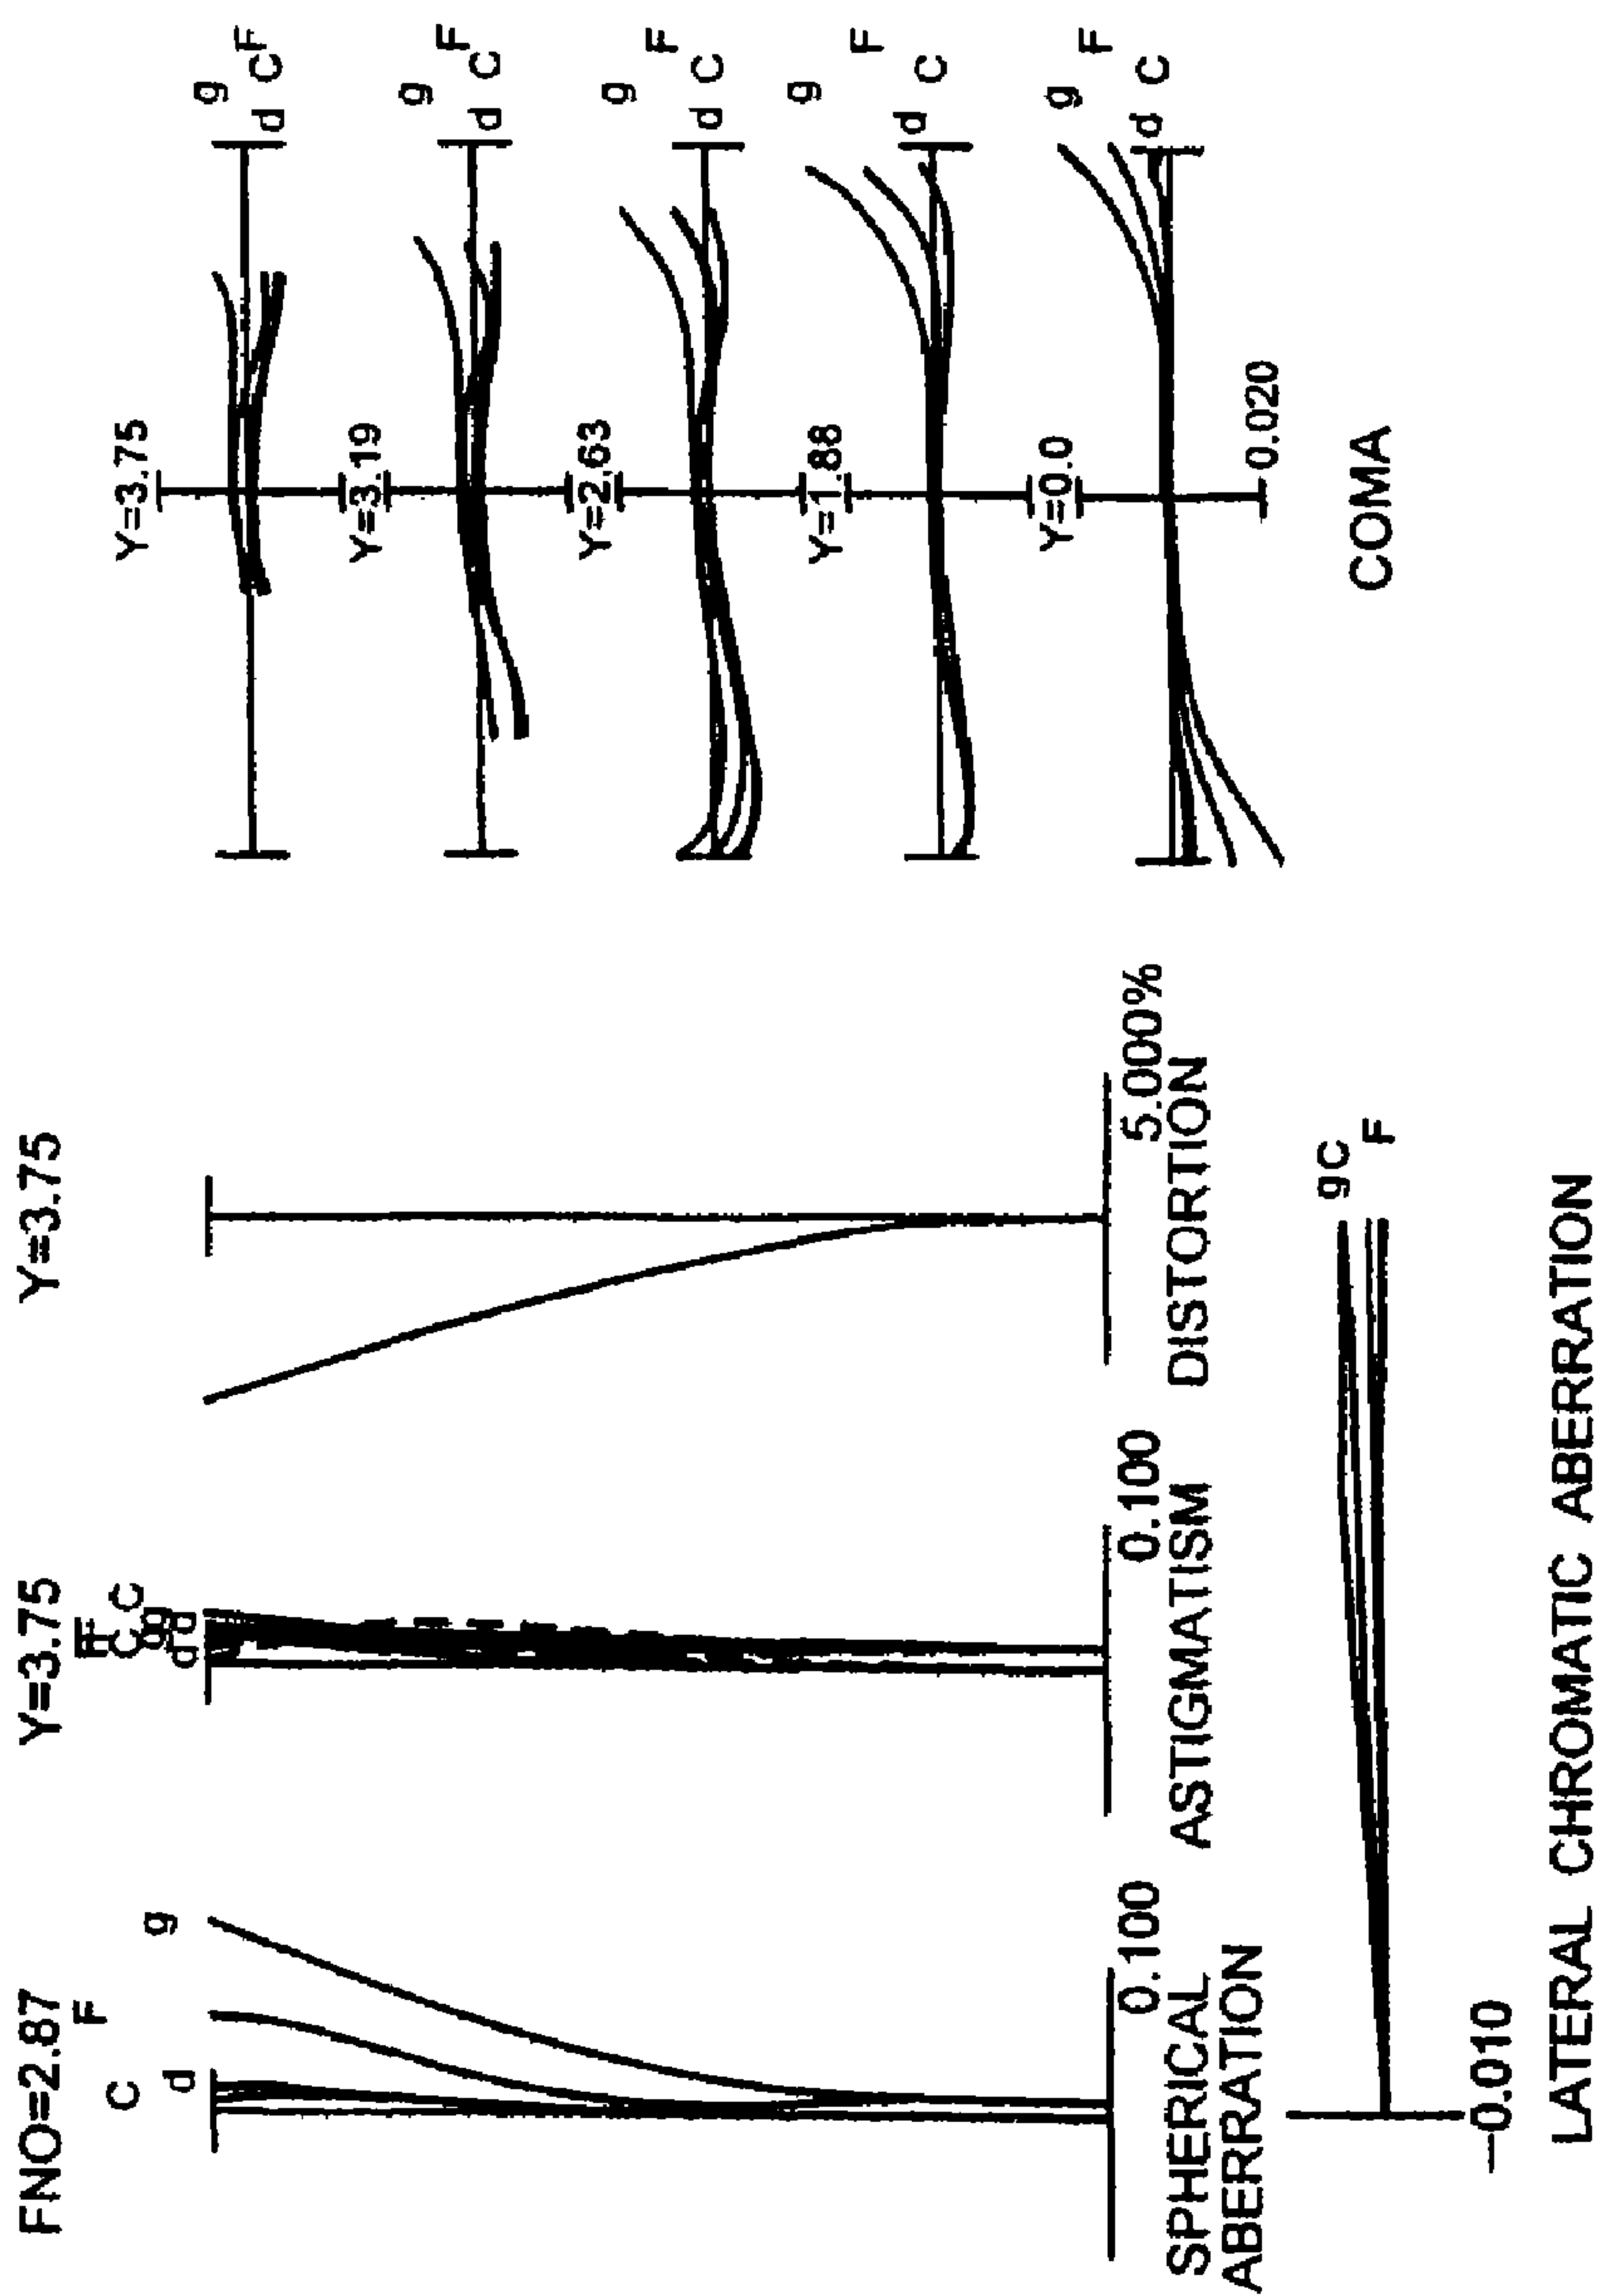 FNO=2.87
F
C
d
g
0.100
SPHERICAL
ABERRATION
Y=3.75
F
F
C
C
g
g
d
d
0.100
ASTIGMATISM
Y=3.75
5.000%
DISTORTION
Y=3.75
g
F
d C
Y=3.19
g
F
d C
Y=2.63
g
F
d C
Y=1.88
g
F
d C
Y=0.0
g
F
d C
0.020
COMA
gC
F
−0.010
LATERAL CHROMATIC ABERRATION